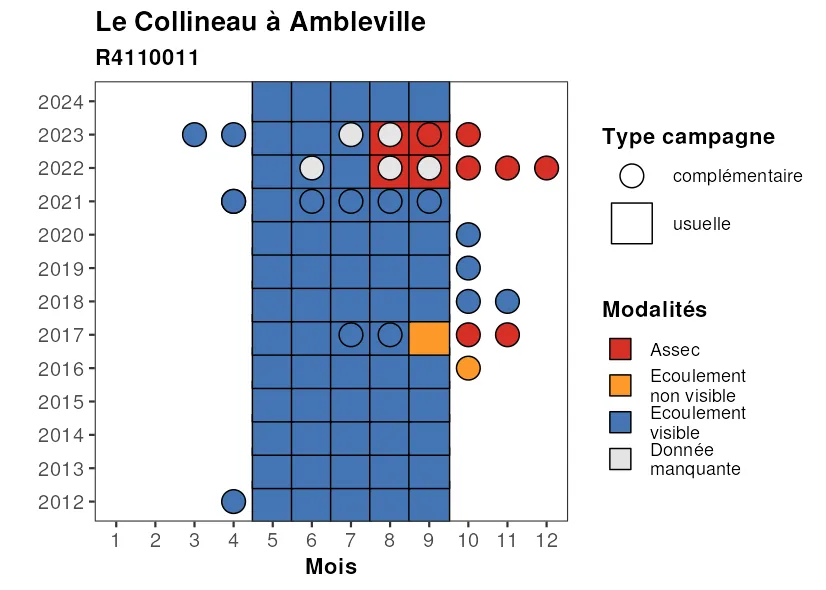 Le Collineau à Ambleville
R4110011
2024
2023
2022
2021
2020
2019
2018
2017
2016
2015
2014
2013
2012
1 2 3 4 5 6 7 8 9 10 11 12
Mois
Type campagne
complémentaire
usuelle
Modalités
Assec
Ecoulement
non visible
Ecoulement
visible
Donnée
manquante